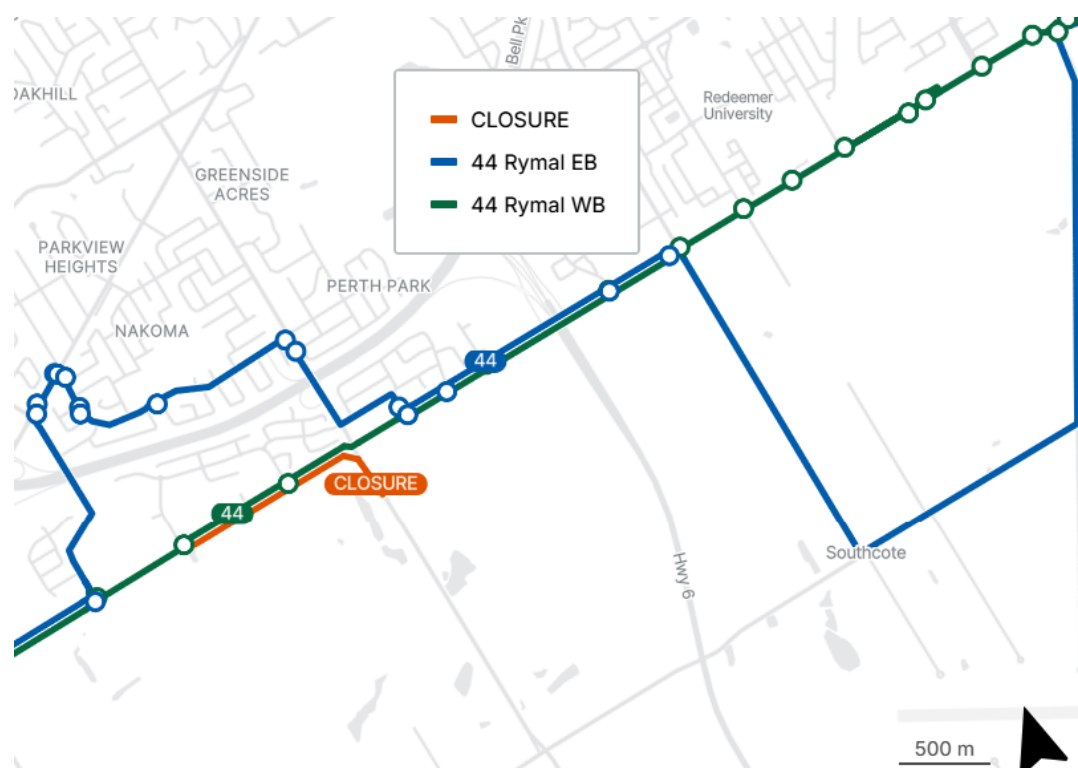 Bell Pk
OAKHILL
CLOSURE
44 Rymal EB
44 Rymal WB
Redeemer
University
GREENSIDE
ACRES
PARKVIEW
HEIGHTS
PERTH PARK
NAKOMA
44
CLOSURE
44
Southcote
Hwy 6
500 m